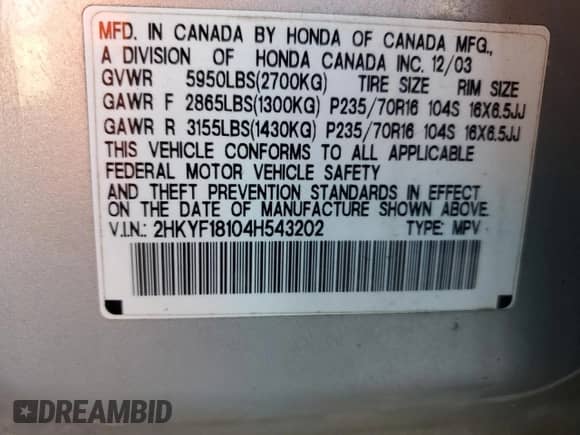 MFD. IN CANADA BY HONDA OF CANADA MFG.,
A DIVISION OF HONDA CANADA INC. 12/03
GVWR 5950LBS(2700KG) TIRE SIZE RIM SIZE
GAWR F 2865LBS(1300KG) P235/70R16 104S 16X6.5JJ
GAWR R 3155LBS(1430KG) P235/70R16 104S 16X6.5JJ
THIS VEHICLE CONFORMS TO ALL APPLICABLE
FEDERAL MOTOR VEHICLE SAFETY
AND THEFT PREVENTION STANDARDS IN EFFECT
ON THE DATE OF MANUFACTURE SHOWN ABOVE.
V.I.N.: 2HKYF18104H543202 TYPE: MPV
DREAMBID